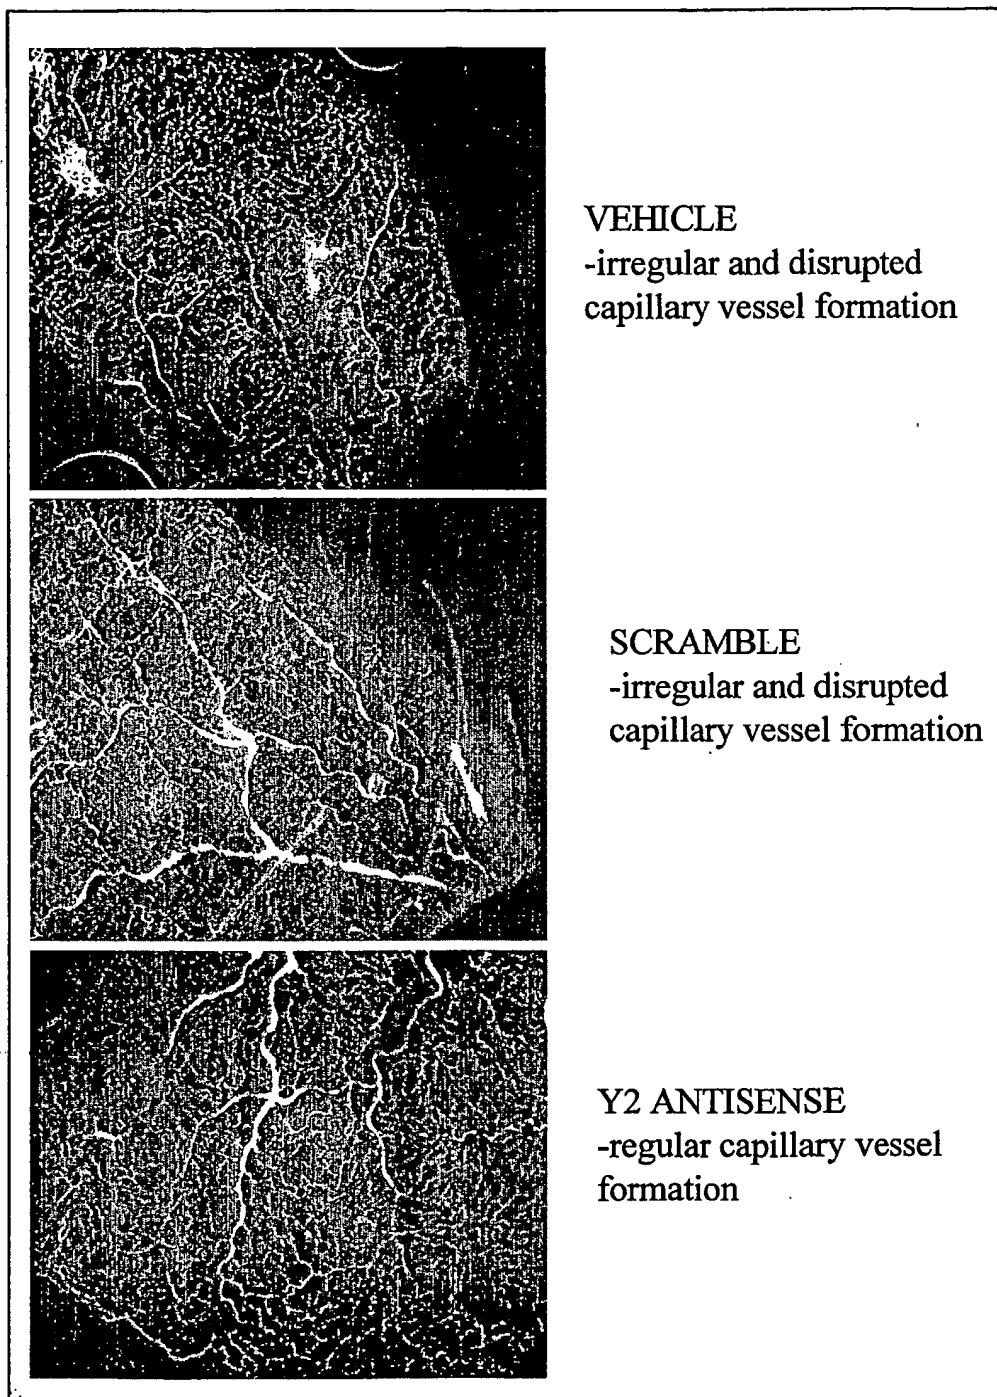 VEHICLE
-irregular and disrupted
capillary vessel formation
SCRAMBLE
-irregular and disrupted
capillary vessel formation
Y2 ANTISENSE
-regular capillary vessel
formation